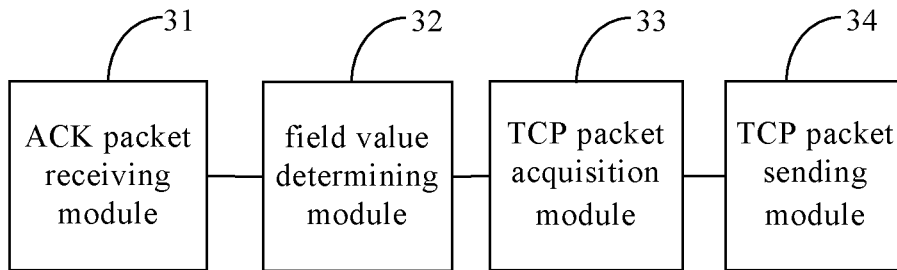 31
32
33
34
ACK packet
receiving
module
field value
determining
module
TCP packet
acquisition
module
TCP packet
sending
module